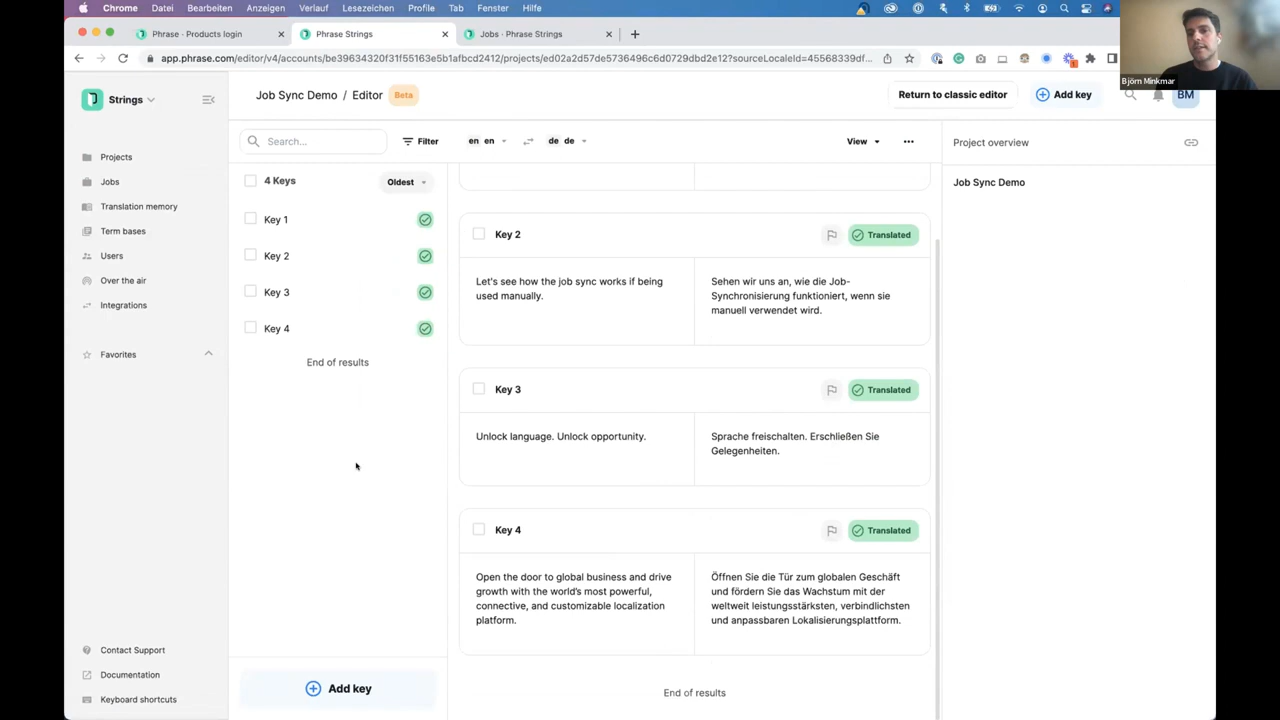 Chrome Datei Bearbeiten Anzeigen Verlauf Lesezeichen Profile Tab Fenster Hilfe
Phrase - Products login
Phrase Strings
Jobs - Phrase Strings
app.phrase.com/editor/v4/accounts/be39634320f31f55163e5b1afbcd2412/projects/ed02a2d57de5736496c6d0729dbd2e12?sourceLocaleId=45568339df...
Björn Minkmar
Strings
Job Sync Demo / Editor Beta
Return to classic editor
Add key
BM
Search...
Filter
en en
de de
View
Project overview
Projects
Jobs
Translation memory
Term bases
Users
Over the air
Integrations
Favorites
Contact Support
Documentation
Keyboard shortcuts
4 Keys
Oldest
Key 1
Key 2
Key 3
Key 4
End of results
Add key
Key 2
Translated
Let's see how the job sync works if being
used manually.
Sehen wir uns an, wie die Job-
Synchronisierung funktioniert, wenn sie
manuell verwendet wird.
Key 3
Translated
Unlock language. Unlock opportunity.
Sprache freischalten. Erschließen Sie
Gelegenheiten.
Key 4
Translated
Open the door to global business and drive
growth with the world's most powerful,
connective, and customizable localization
platform.
Öffnen Sie die Tür zum globalen Geschäft
und fördern Sie das Wachstum mit der
weltweit leistungsstärksten, verbindlichsten
und anpassbaren Lokalisierungsplattform.
End of results
Job Sync Demo